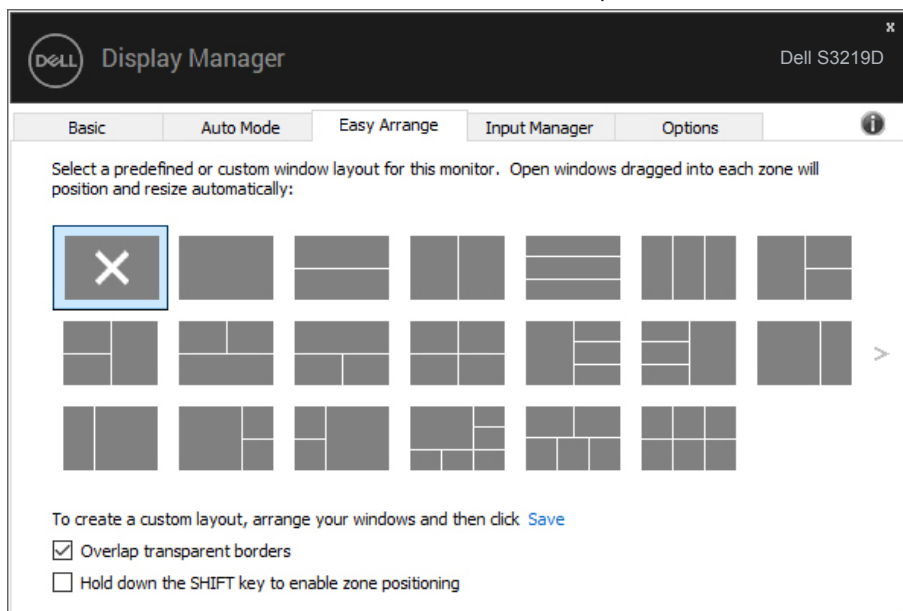 x
DELL Display Manager Dell S3219D
Basic Auto Mode Easy Arrange Input Manager Options
Select a predefined or custom window layout for this monitor. Open windows dragged into each zone will
position and resize automatically:
>
To create a custom layout, arrange your windows and then click Save
Overlap transparent borders
Hold down the SHIFT key to enable zone positioning